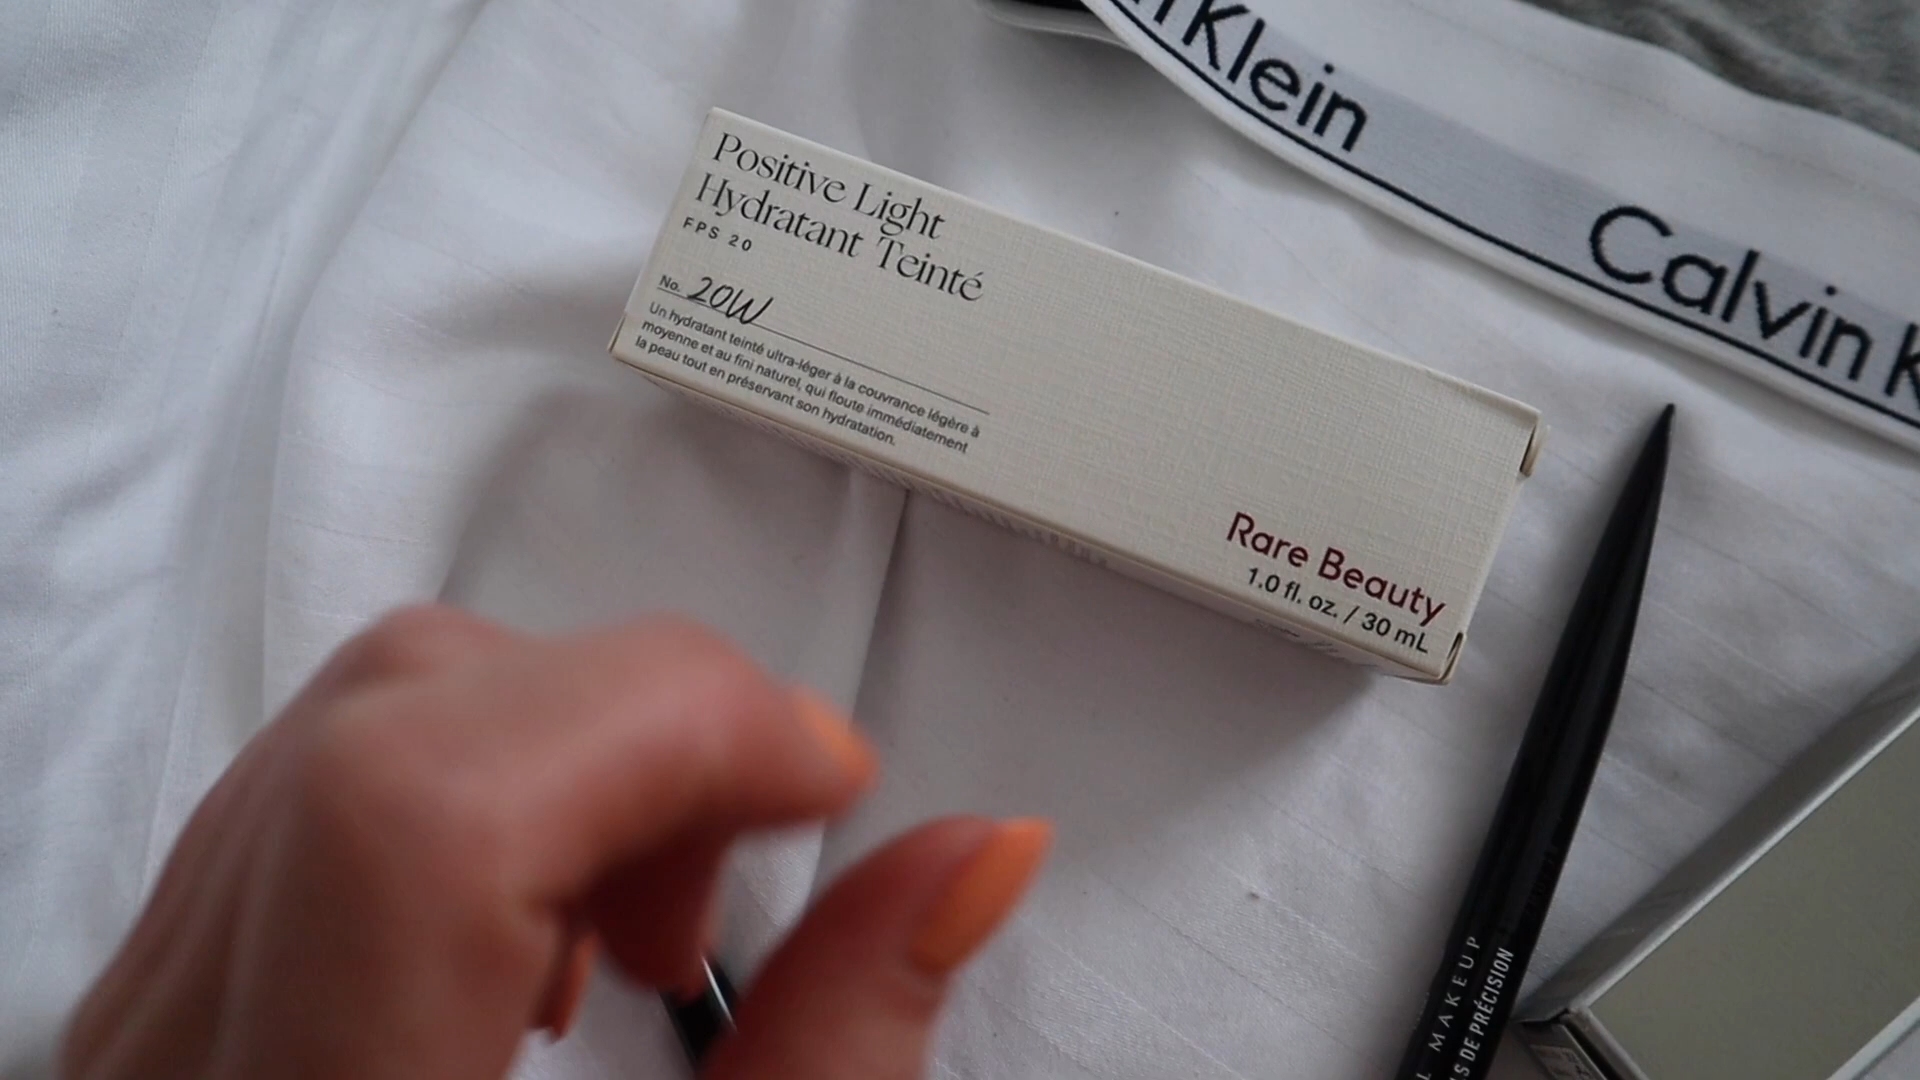 Klein
Calvin K
Positive Light
Hydratant Teinté
FPS 20
No. 20W
Un hydratant teinté ultra-léger à la couvrance légère à
moyenne et au fini naturel, qui floute immédiatement
la peau tout en préservant son hydratation.
Rare Beauty
1.0 fl. oz. / 30 mL
L MAKEUP
S DE PRÉCISION